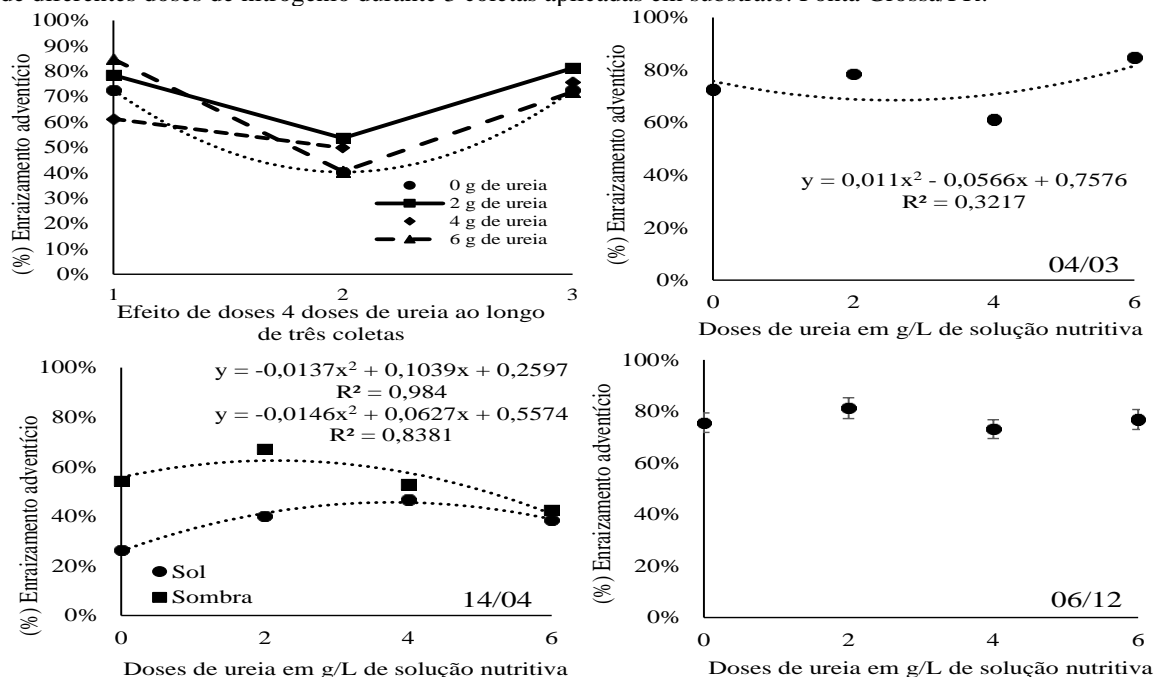 de diferentes doses de nitrogênio durante 3 coletas aplicadas em substrato. Ponta Grossa/PR.
100%
90%
80%
70%
60%
50%
40%
30%
20%
10%
0%
(%) Enraizamento adventício
0 g de ureia
2 g de ureia
4 g de ureia
6 g de ureia
1 2 3
Efeito de doses 4 doses de ureia ao longo
de três coletas
100%
80%
60%
40%
20%
0%
(%) Enraizamento adventício
y = 0,011x² - 0,0566x + 0,7576
R² = 0,3217
04/03
0 2 4 6
Doses de ureia em g/L de solução nutritiva
100%
80%
60%
40%
20%
0%
(%) Enraizamento adventício
y = -0,0137x² + 0,1039x + 0,2597
R² = 0,984
y = -0,0146x² + 0,0627x + 0,5574
R² = 0,8381
Sol
Sombra
14/04
0 2 4 6
Doses de ureia em g/L de solução nutritiva
100%
80%
60%
40%
20%
0%
(%) Enraizamento adventício
06/12
0 2 4 6
Doses de ureia em g/L de solução nutritiva